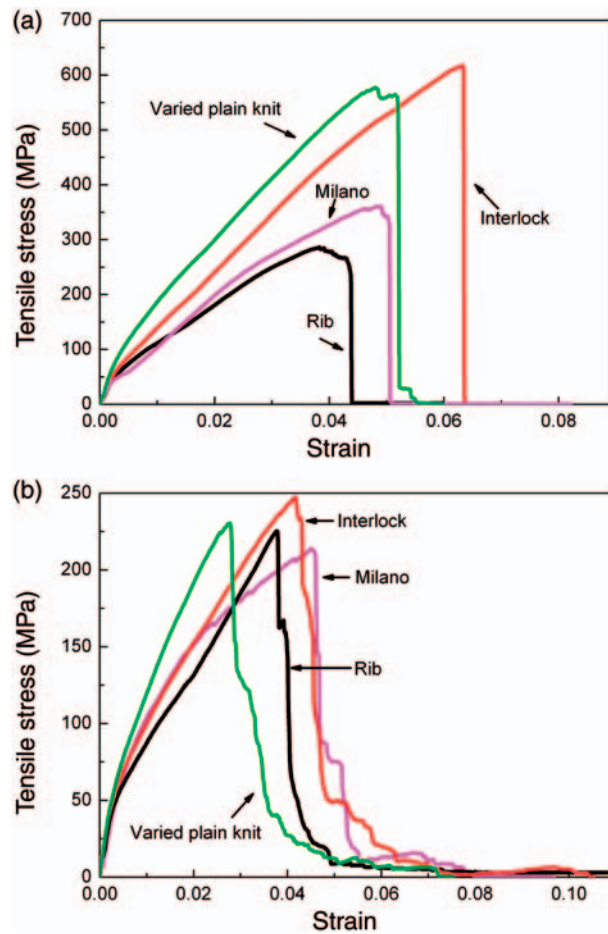 (a)
700
600
500
400
300
200
100
0
Tensile stress (MPa)
Varied plain knit
Milano
Interlock
Rib
0.00 0.02 0.04 0.06 0.08
Strain
(b)
250
200
150
100
50
0
Tensile stress (MPa)
Interlock
Milano
Rib
Varied plain knit
0.00 0.02 0.04 0.06 0.08 0.10
Strain